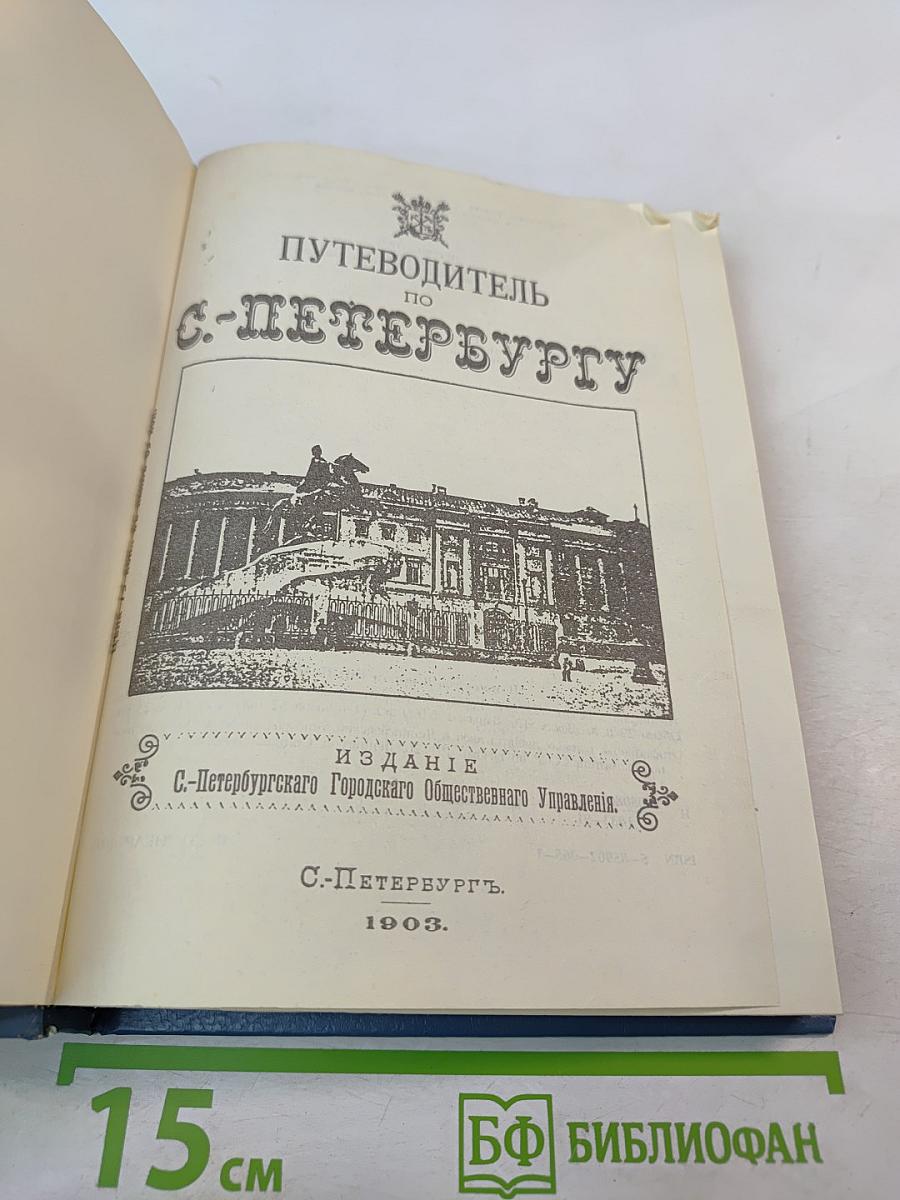 ПУТЕВОДИТЕЛЬ
ПО
С.-ПЕТЕРБУРГУ
ИЗДАНІЕ
С.-Петербургскаго Городскаго Общественнаго Управленія.
С.-Петербургъ.
1903.
15 см
БФ БИБЛИОФАН